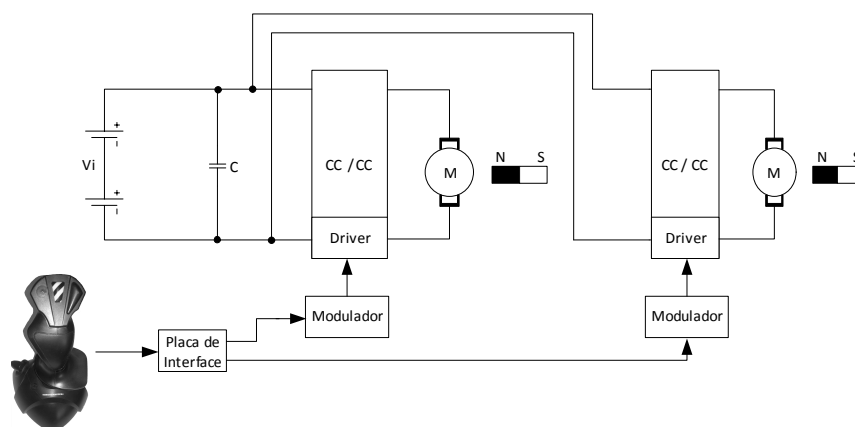 +
-
Vi
+
-
C
CC / CC
Driver
M
N S
CC / CC
Driver
M
N S
Placa de
Interface
Modulador
Modulador